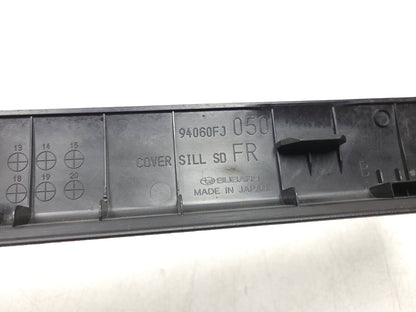 94060FJ 050
COVER SILL SD FR
SUBARU
MADE IN JAPAN
13 14 15
18 19 20